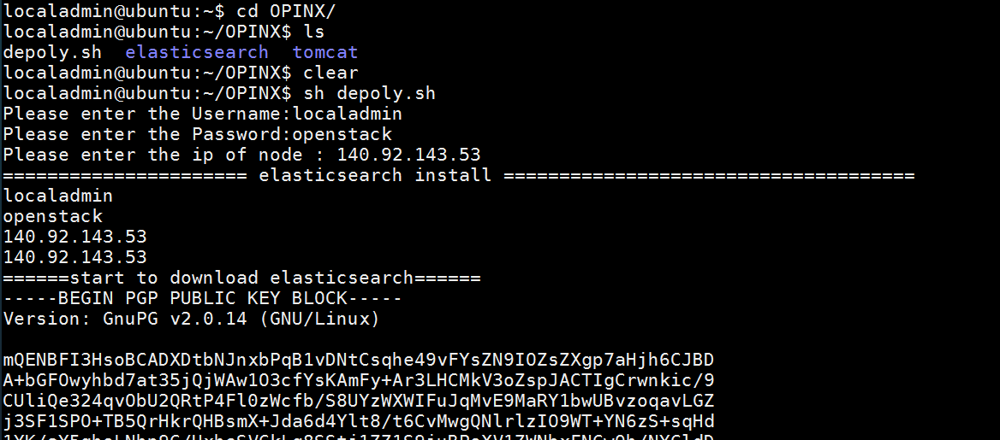 localadmin@ubuntu:~$ cd OPINX/
localadmin@ubuntu:~/OPINX$ ls
depoly.sh  elasticsearch  tomcat
localadmin@ubuntu:~/OPINX$ clear
localadmin@ubuntu:~/OPINX$ sh depoly.sh
Please enter the Username:localadmin
Please enter the Password:openstack
Please enter the ip of node : 140.92.143.53
====================== elasticsearch install =====================================
localadmin
openstack
140.92.143.53
140.92.143.53
======start to download elasticsearch======
-----BEGIN PGP PUBLIC KEY BLOCK-----
Version: GnuPG v2.0.14 (GNU/Linux)

mQENBFI3HsoBCADXDtbNJnxbPqB1vDNtCsqhe49vFYsZN9IOZsZXgp7aHjh6CJBD
A+bGFOwyhbd7at35jQjWAw1O3cfYsKAmFy+Ar3LHCMkV3oZspJACTIgCrwnkic/9
CUliQe324qvObU2QRtP4Fl0zWcfb/S8UYzWXWIFuJqMvE9MaRY1bwUBvzoqavLGZ
j3SF1SPO+TB5QrHkrQHBsmX+Jda6d4Ylt8/t6CvMwgQNlrlzIO9WT+YN6zS+sqHd